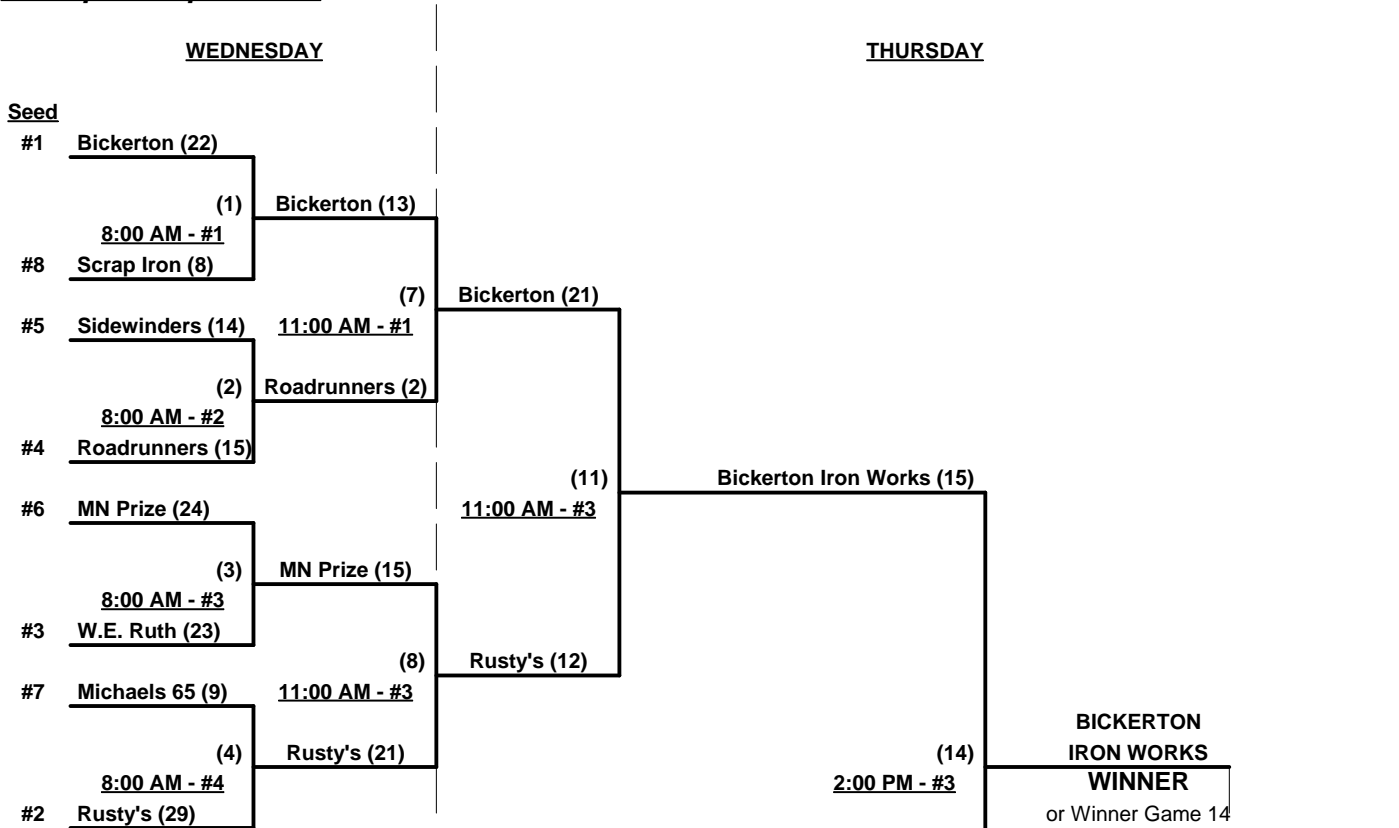 WEDNESDAY THURSDAY
Seed
#1 Bickerton (22)
(1) Bickerton (13)
8:00 AM - #1
#8 Scrap Iron (8)
(7) Bickerton (21)
#5 Sidewinders (14) 11:00 AM - #1
(2) Roadrunners (2)
8:00 AM - #2
#4 Roadrunners (15)
(11) Bickerton Iron Works (15)
#6 MN Prize (24) 11:00 AM - #3
(3) MN Prize (15)
8:00 AM - #3
#3 W.E. Ruth (23)
(8) Rusty's (12)
#7 Michaels 65 (9) 11:00 AM - #3
BICKERTON
(4) Rusty's (21) (14) IRON WORKS
8:00 AM - #4 2:00 PM - #3 WINNER
#2 Rusty's (29) or Winner Game 14